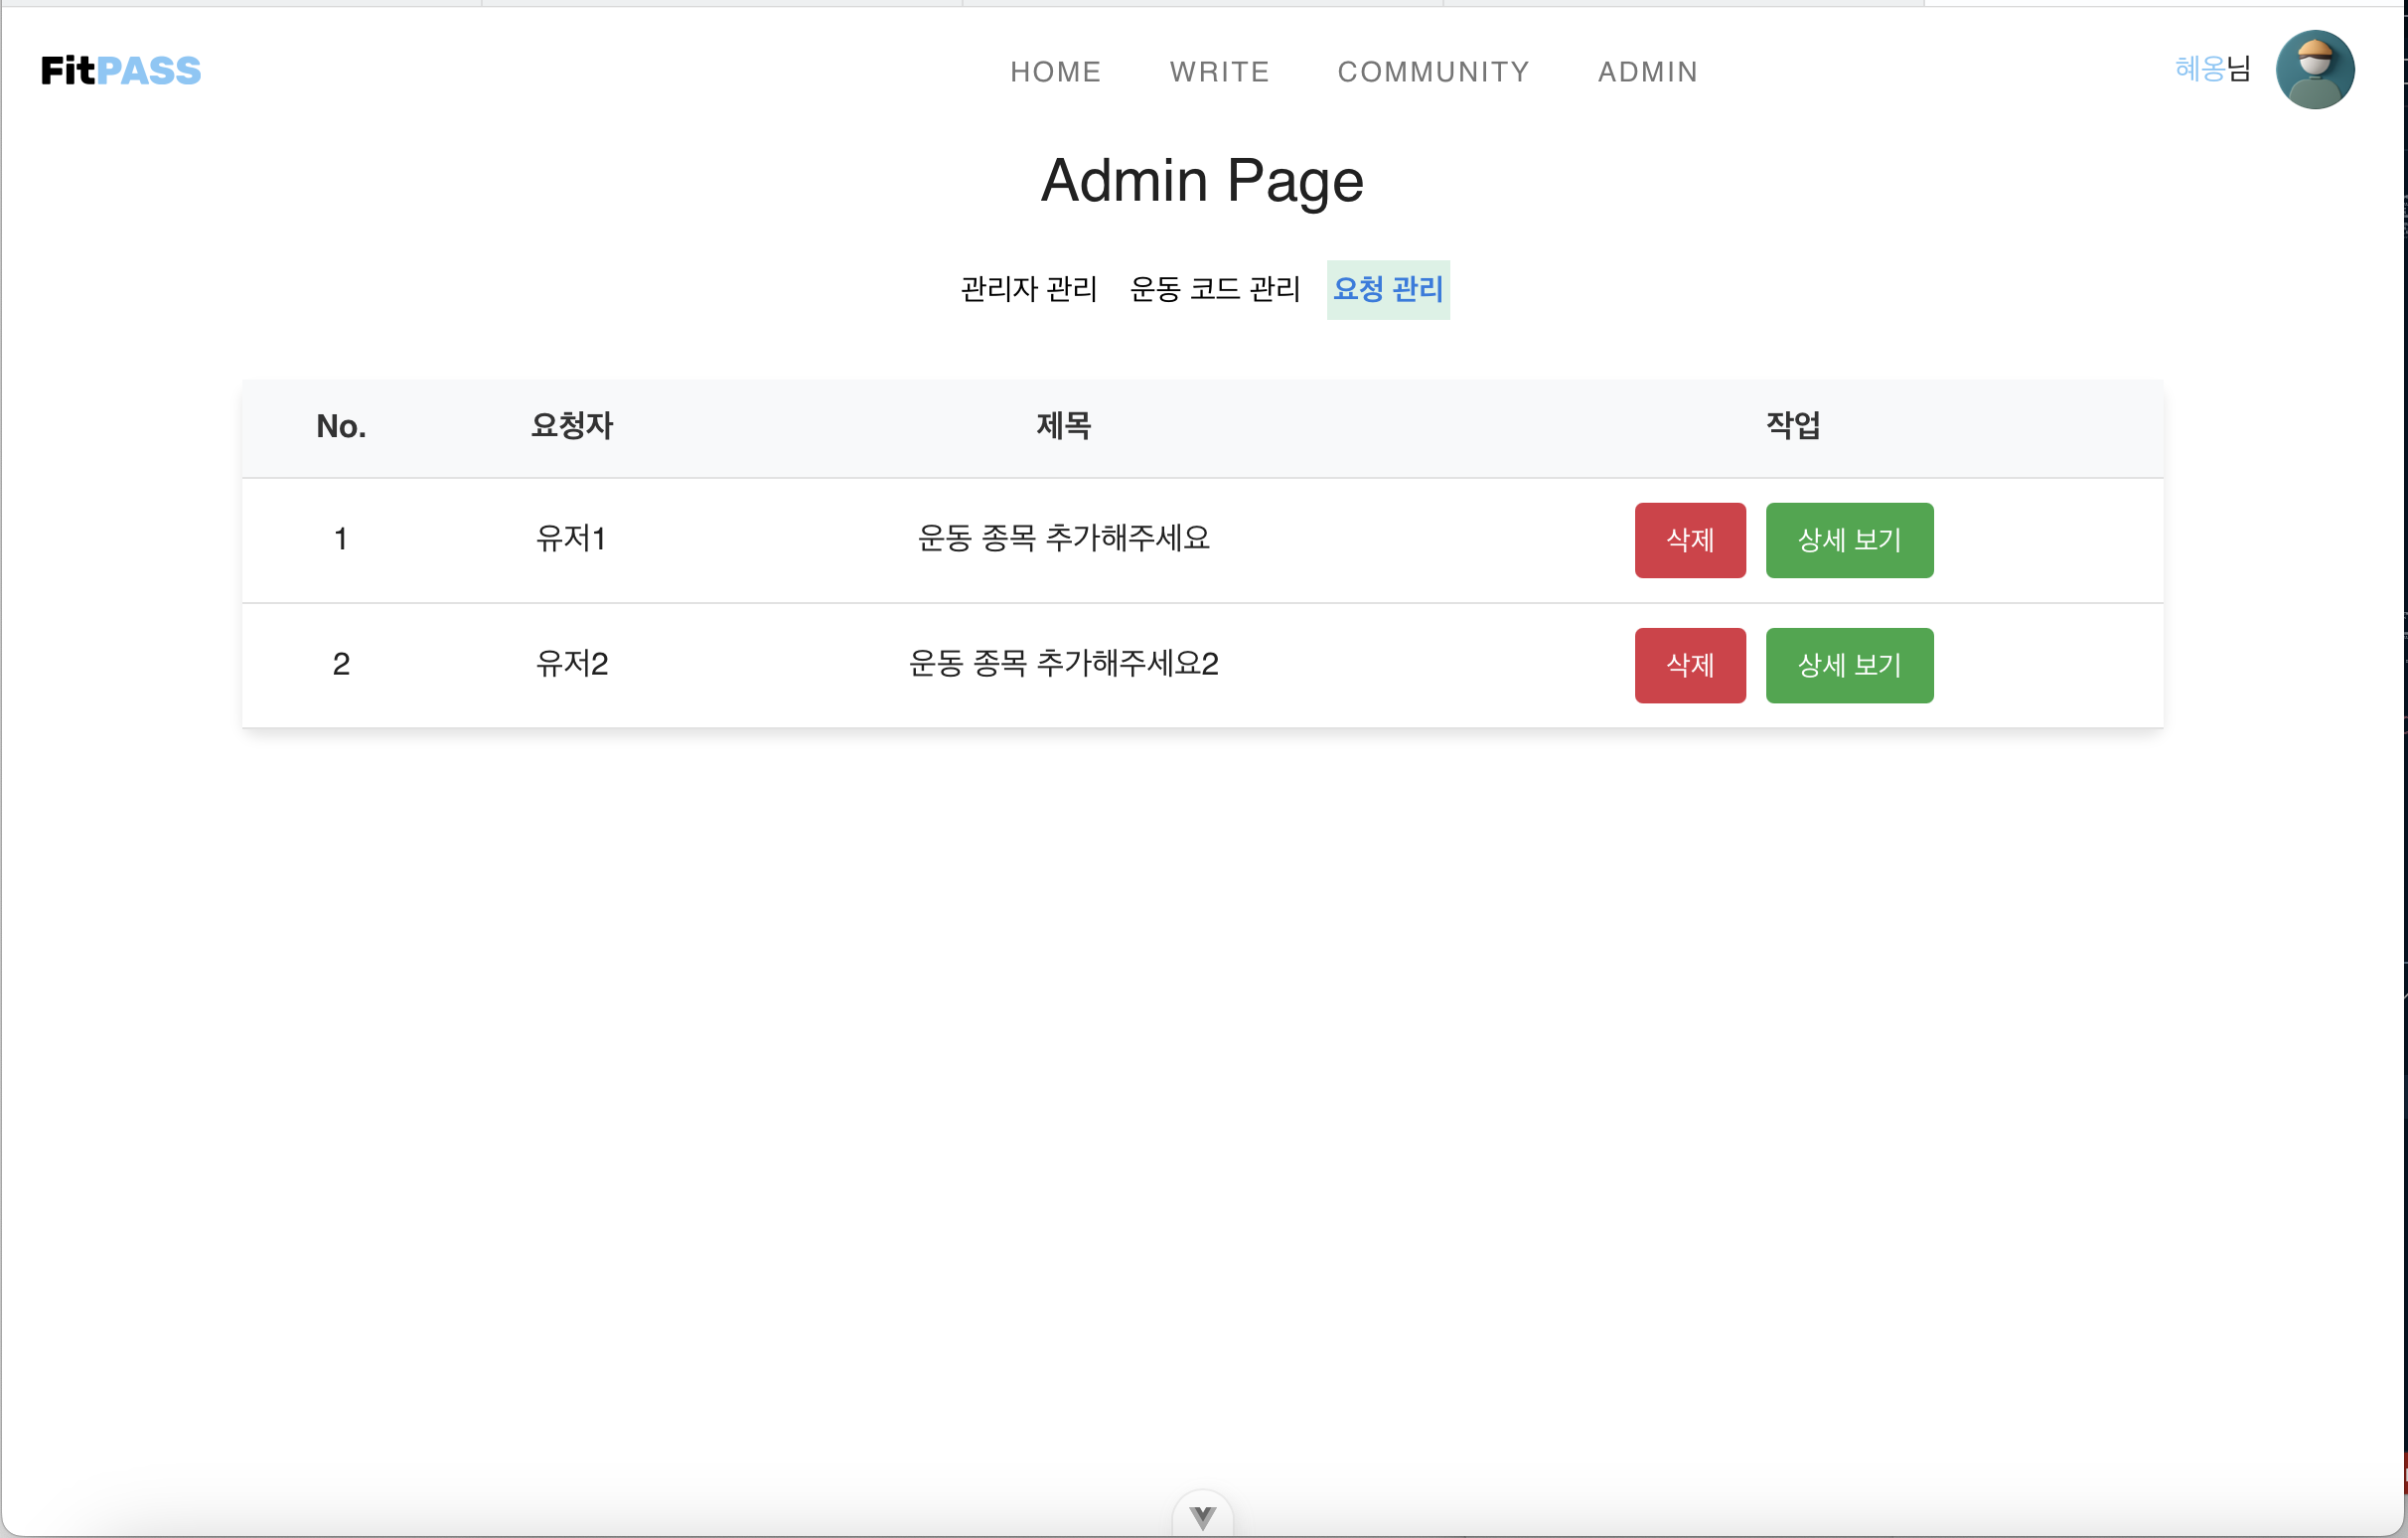 FitPASS HOME WRITE COMMUNITY ADMIN 혜옹님
Admin Page
관리자 관리 운동 코드 관리 요청 관리
No. 요청자 제목 작업
1 유저1 운동 종목 추가해주세요 삭제 상세 보기
2 유저2 운동 종목 추가해주세요2 삭제 상세 보기